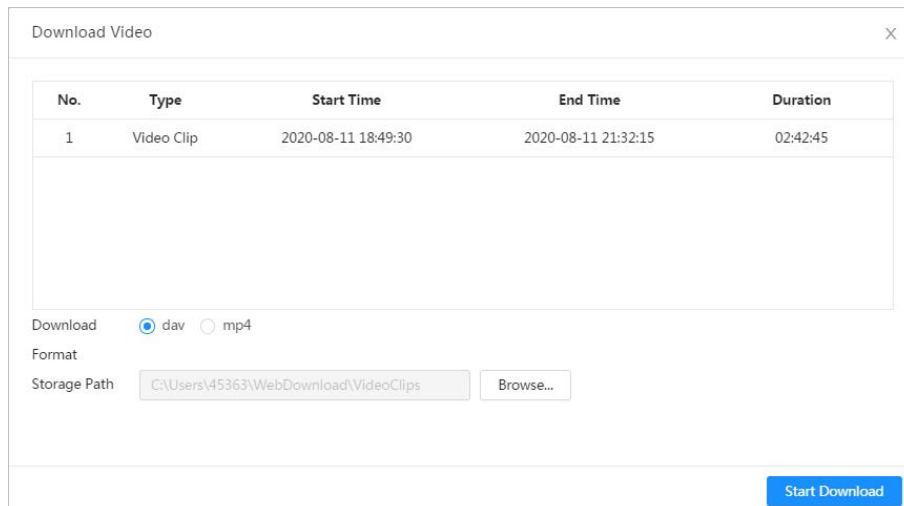 Download Video
No. Type Start Time End Time Duration
1 Video Clip 2020-08-11 18:49:30 2020-08-11 21:32:15 02:42:45
Download dav mp4
Format
Storage Path C:\Users\45363\WebDownload\VideoClips Browse...
Start Download